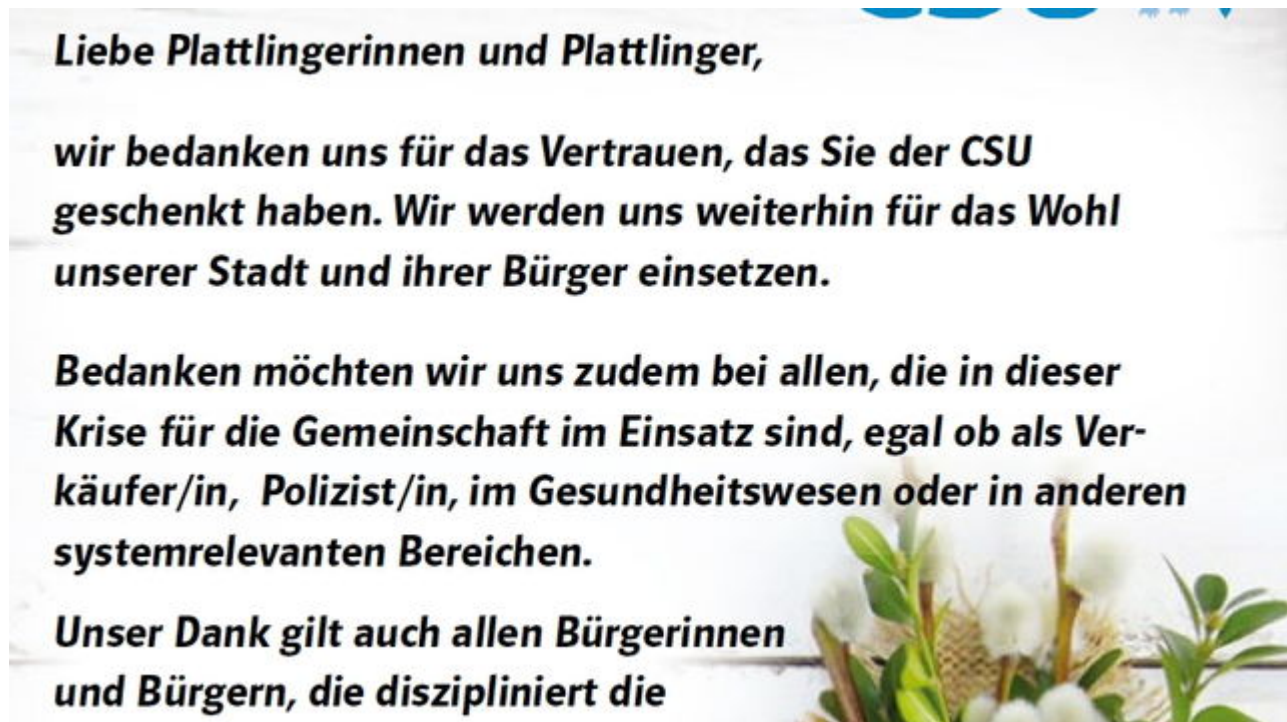 Liebe Plattlingerinnen und Plattlinger,
wir bedanken uns für das Vertrauen, das Sie der CSU
geschenkt haben. Wir werden uns weiterhin für das Wohl
unserer Stadt und ihrer Bürger einsetzen.
Bedanken möchten wir uns zudem bei allen, die in dieser
Krise für die Gemeinschaft im Einsatz sind, egal ob als Ver-
käufer/in, Polizist/in, im Gesundheitswesen oder in anderen
systemrelevanten Bereichen.
Unser Dank gilt auch allen Bürgerinnen
und Bürgern, die diszipliniert die